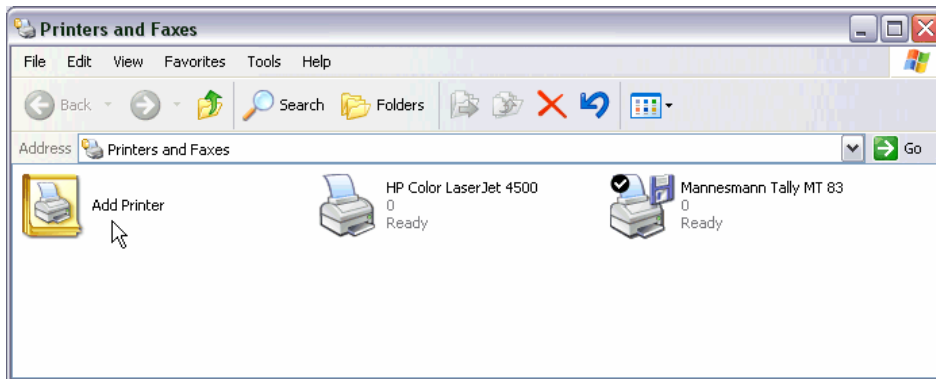 Printers and Faxes
File Edit View Favorites Tools Help
Back Search Folders
Address Printers and Faxes Go
Add Printer
HP Color LaserJet 4500
0
Ready
Mannesmann Tally MT 83
0
Ready